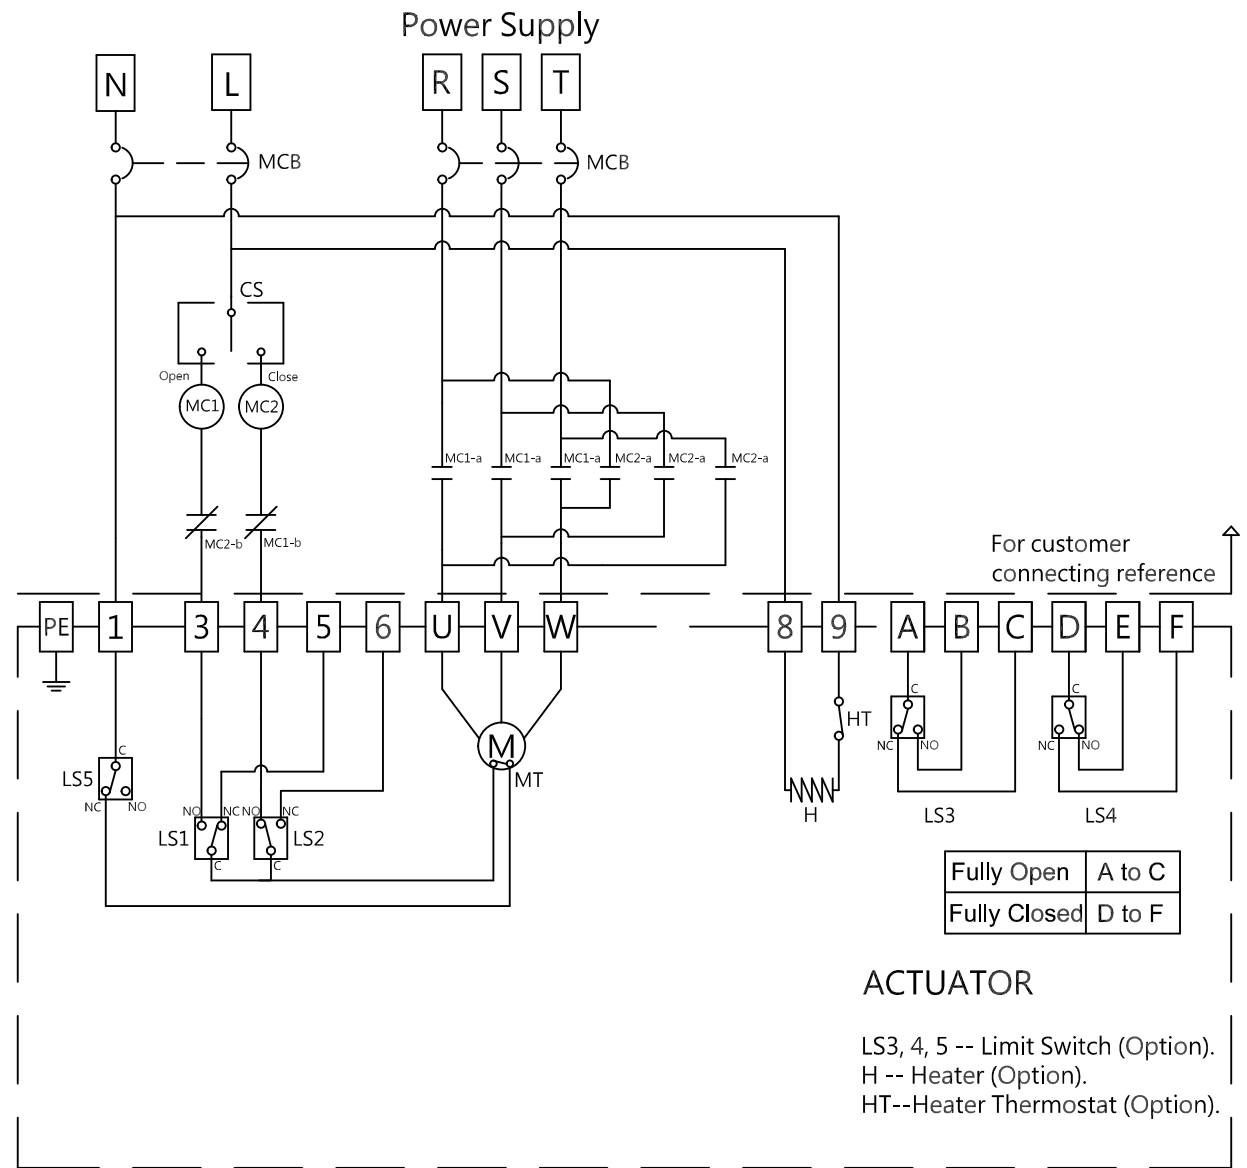 Power Supply
N L R S T
MCB MCB
CS
Open Close
MC1 MC2
MC1-a MC1-a MC1-a MC2-a MC2-a MC2-a
MC2-b MC1-b
For customer
connecting reference
PE 1 3 4 5 6 U V W 8 9 A B C D E F
C C
HT
NC NO NC NO
M
MT
C
LS5
NC NO
NO NC NO NC
LS1 LS2
C C
H
LS3 LS4
Fully Open A to C
Fully Closed D to F
ACTUATOR
LS3, 4, 5 -- Limit Switch (Option).
H -- Heater (Option).
HT--Heater Thermostat (Option).